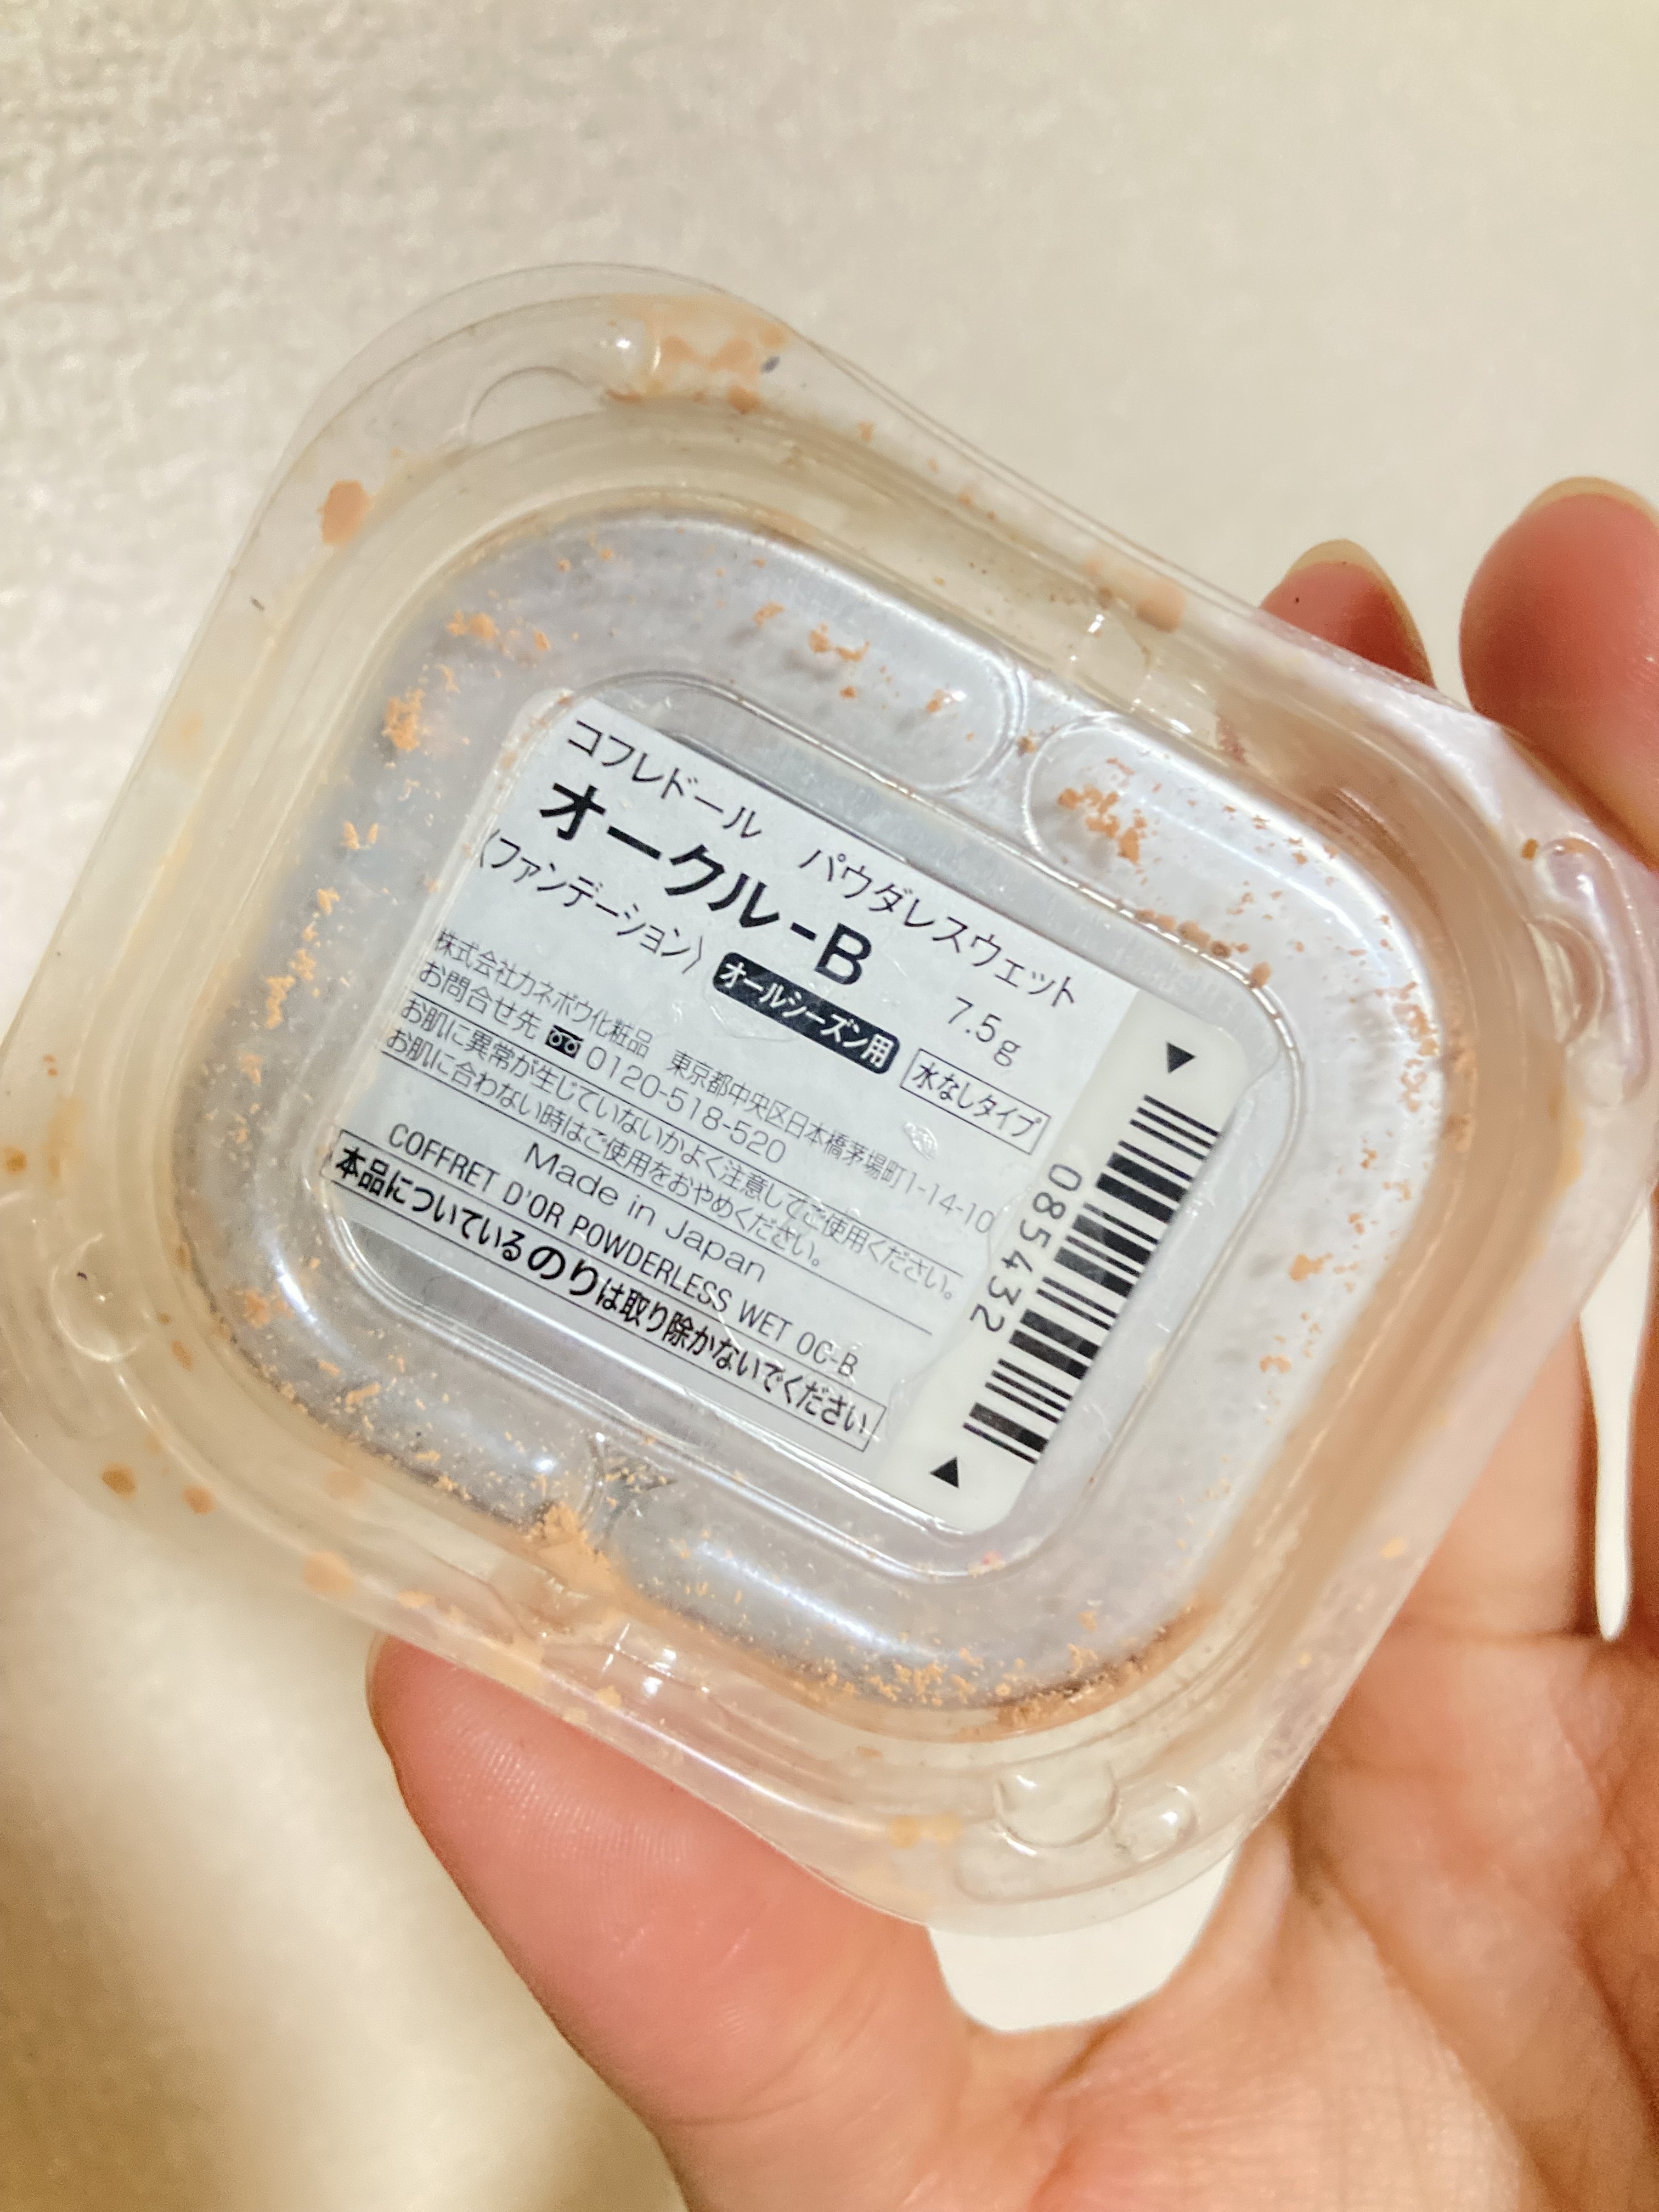 コフレドール パウダレスウェット
オークル-B 7.5g
〈ファンデーション〉 オールシーズン用 水なしタイプ
株式会社カネボウ化粧品 東京都中央区日本橋茅場町1-14-10
お問合せ先 0120-518-520
お肌に異常が生じていないかよく注意してご使用ください。
お肌に合わない時はご使用をおやめください。
Made in Japan
COFFRET D'OR POWDERLESS WET OC-B
本品についているのりは取り除かないでください
085432